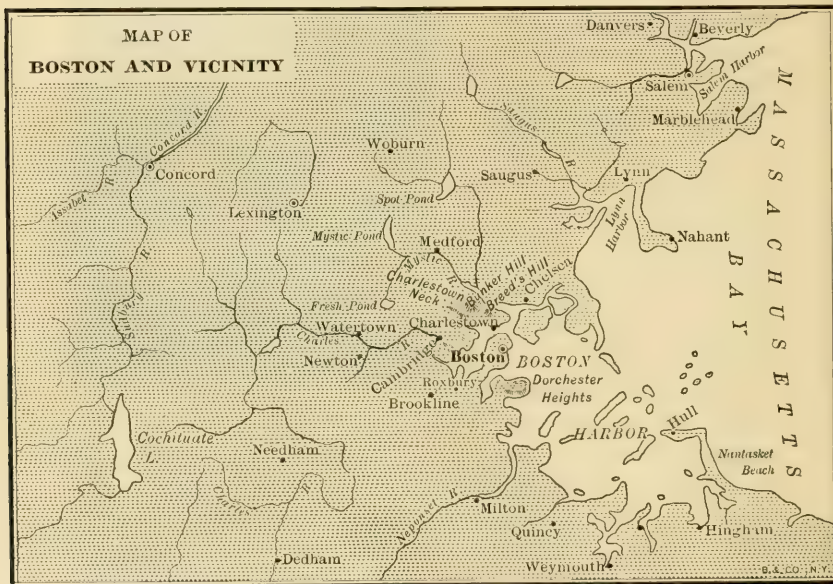 MAP OF
BOSTON AND VICINITY
Danvers
Beverly
Salem
Salem Harbor
Marblehead
MASSACHUSETTS
BAY
Concord R.
Concord
Assabet R.
Woburn
Saugus R.
Saugus
Lynn
Lynn Harbor
Nahant
Lexington
Spot Pond
Mystic Pond
Medford
Mystic R.
Bunker Hill
Breed's Hill
Chelsea
Charlestown Neck
Fresh Pond
Sudbury R.
Watertown
Charles R.
Charlestown
Newton
Cambridge
Boston
BOSTON
HARBOR
Roxbury
Dorchester
Heights
Brookline
Hull
Cochituate
L.
Needham
Nantasket
Beach
Charles R.
Neponset R.
Milton
Quincy
Hingham
Dedham
Weymouth
B. & CO., N.Y.